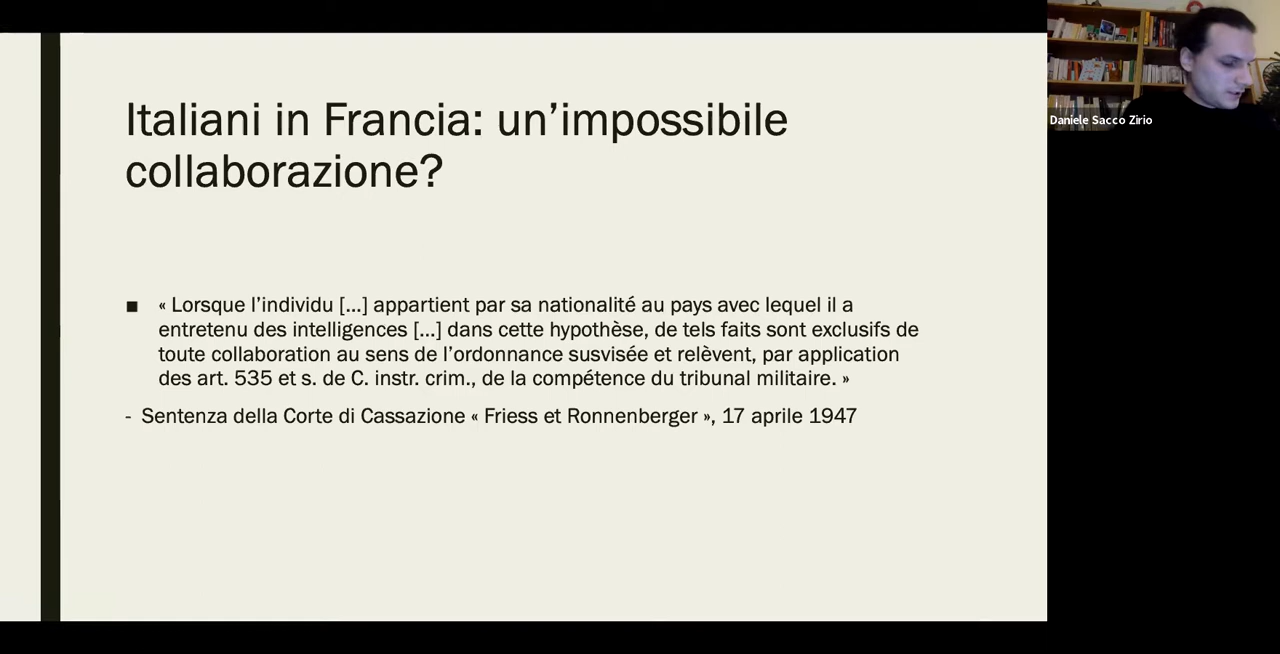 Italiani in Francia: un’impossibile
collaborazione?
■ « Lorsque l’individu [...] appartient par sa nationalité au pays avec lequel il a
entretenu des intelligences [...] dans cette hypothèse, de tels faits sont exclusifs de
toute collaboration au sens de l’ordonnance susvisée et relèvent, par application
des art. 535 et s. de C. instr. crim., de la compétence du tribunal militaire. »
- Sentenza della Corte di Cassazione « Friess et Ronnenberger », 17 aprile 1947
Daniele Sacco Zirio